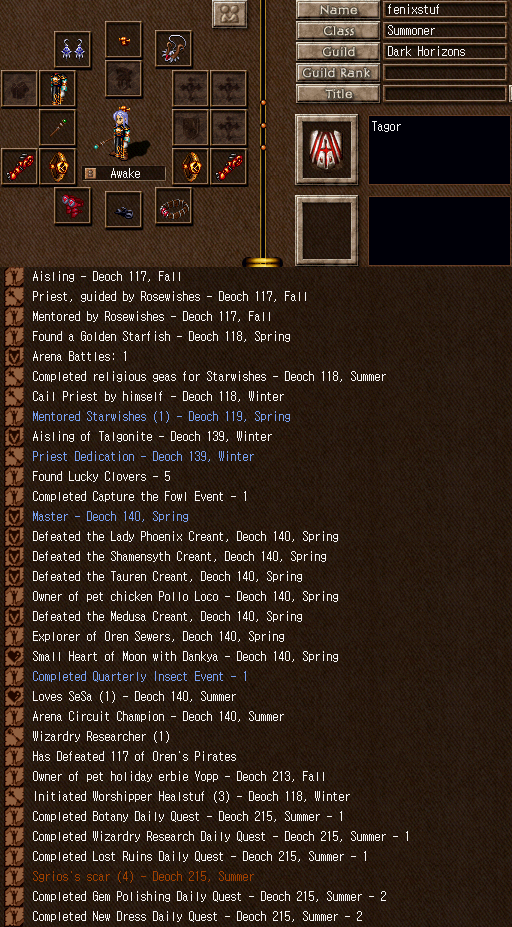 Name fenixstuf
Class Summoner
Guild Dark Horizons
Guild Rank
Title
Tagor
Awake
Aisling - Deoch 117, Fall
Priest, guided by Rosewishes - Deoch 117, Fall
Mentored by Rosewishes - Deoch 117, Fall
Found a Golden Starfish - Deoch 118, Spring
Arena Battles: 1
Completed religious geas for Starwishes - Deoch 118, Summer
Cail Priest by himself - Deoch 118, Winter
Mentored Starwishes (1) - Deoch 119, Spring
Aisling of Talgonite - Deoch 139, Winter
Priest Dedication - Deoch 139, Winter
Found Lucky Clovers - 5
Completed Capture the Fowl Event - 1
Master - Deoch 140, Spring
Defeated the Lady Phoenix Creant, Deoch 140, Spring
Defeated the Shamensyth Creant, Deoch 140, Spring
Defeated the Tauren Creant, Deoch 140, Spring
Owner of pet chicken Pollo Loco - Deoch 140, Spring
Defeated the Medusa Creant, Deoch 140, Spring
Explorer of Oren Sewers, Deoch 140, Spring
Small Heart of Moon with Dankya - Deoch 140, Spring
Completed Quarterly Insect Event - 1
Loves SeSa (1) - Deoch 140, Summer
Arena Circuit Champion - Deoch 140, Summer
Wizardry Researcher (1)
Has Defeated 117 of Oren's Pirates
Owner of pet holiday erbie Yopp - Deoch 213, Fall
Initiated Worshipper Healstuf (3) - Deoch 118, Winter
Completed Botany Daily Quest - Deoch 215, Summer - 1
Completed Wizardry Research Daily Quest - Deoch 215, Summer - 1
Completed Lost Ruins Daily Quest - Deoch 215, Summer - 1
Sgrios's scar (4) - Deoch 215, Summer
Completed Gem Polishing Daily Quest - Deoch 215, Summer - 2
Completed New Dress Daily Quest - Deoch 215, Summer - 2